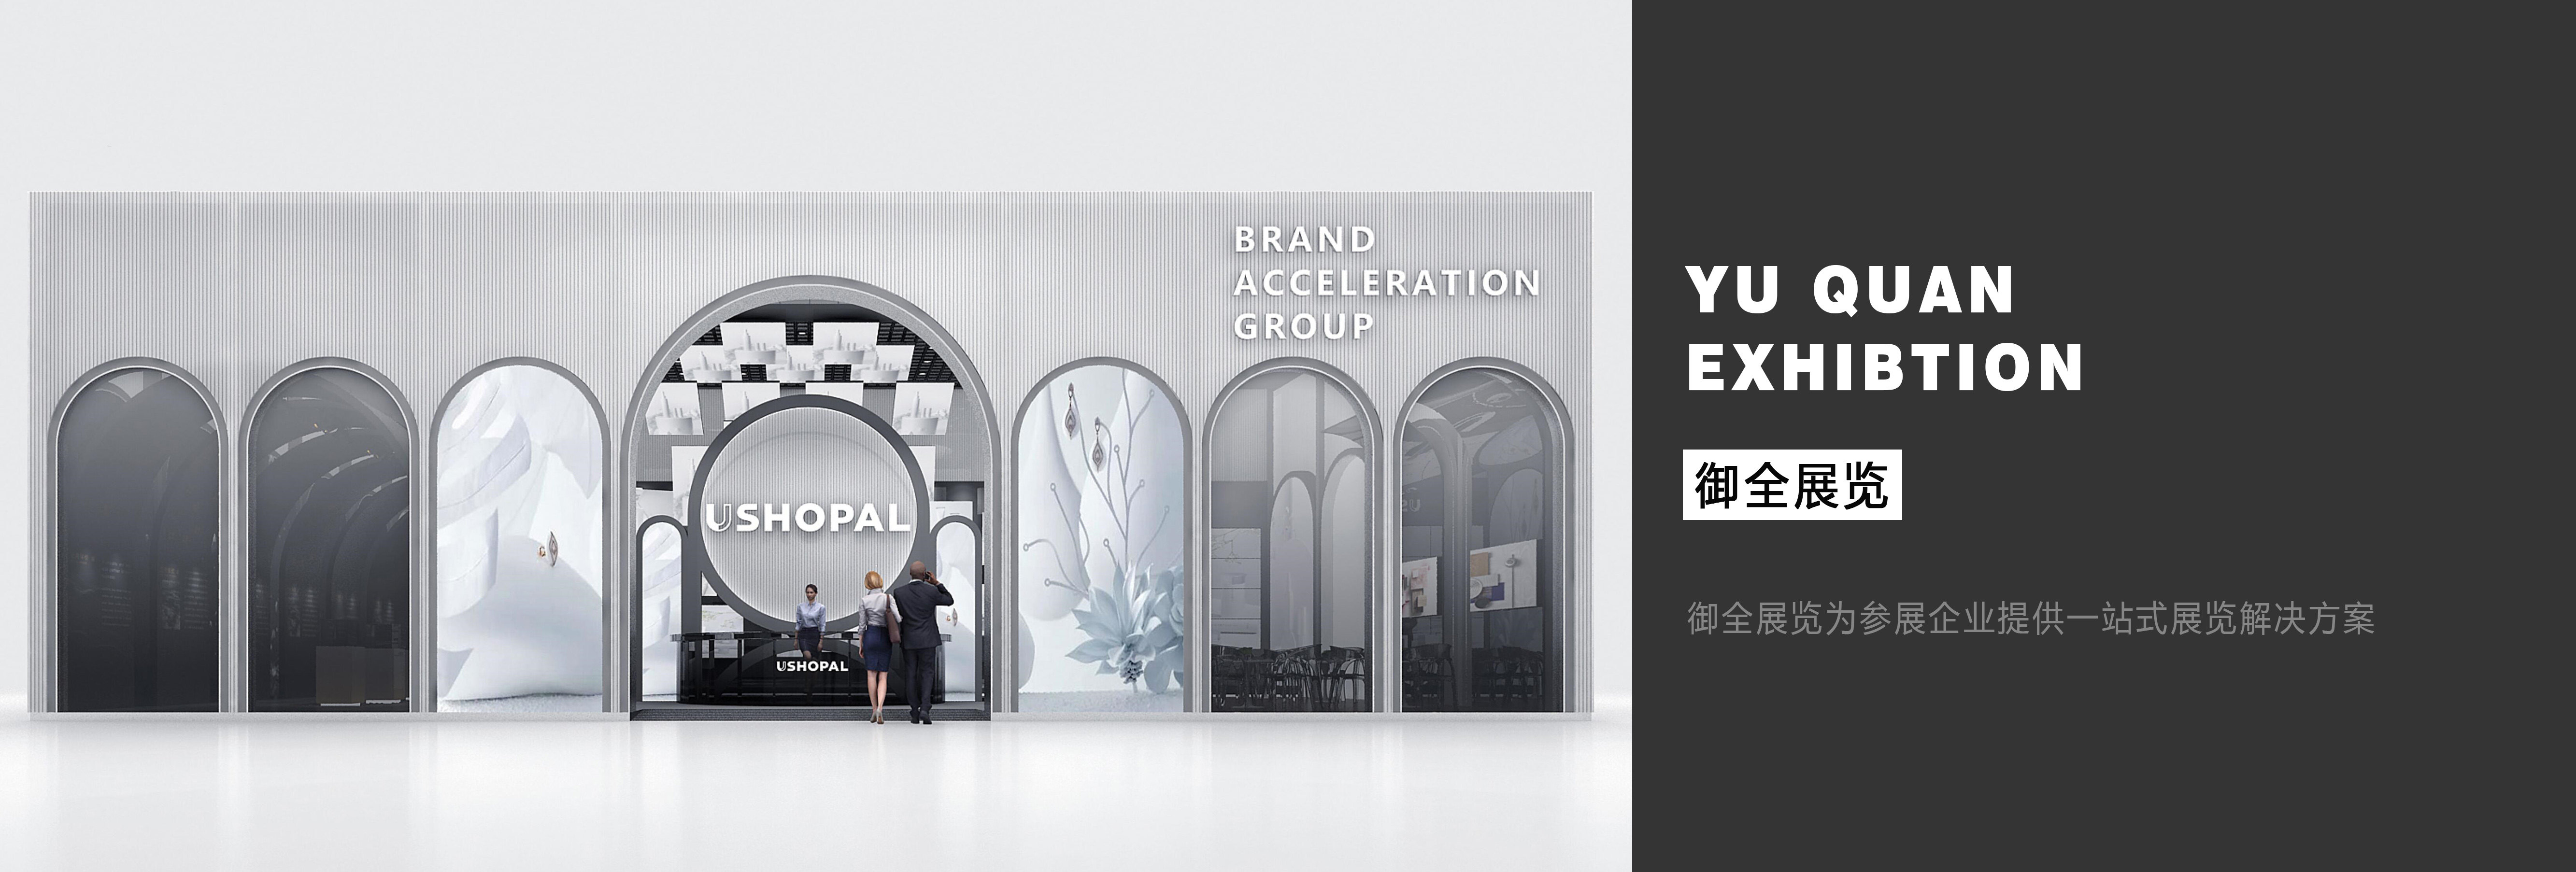 BRAND
ACCELERATION
GROUP
USHOPAL
USHOPAL
YU QUAN
EXHIBTION
御全展览
御全展览为参展企业提供一站式展览解决方案